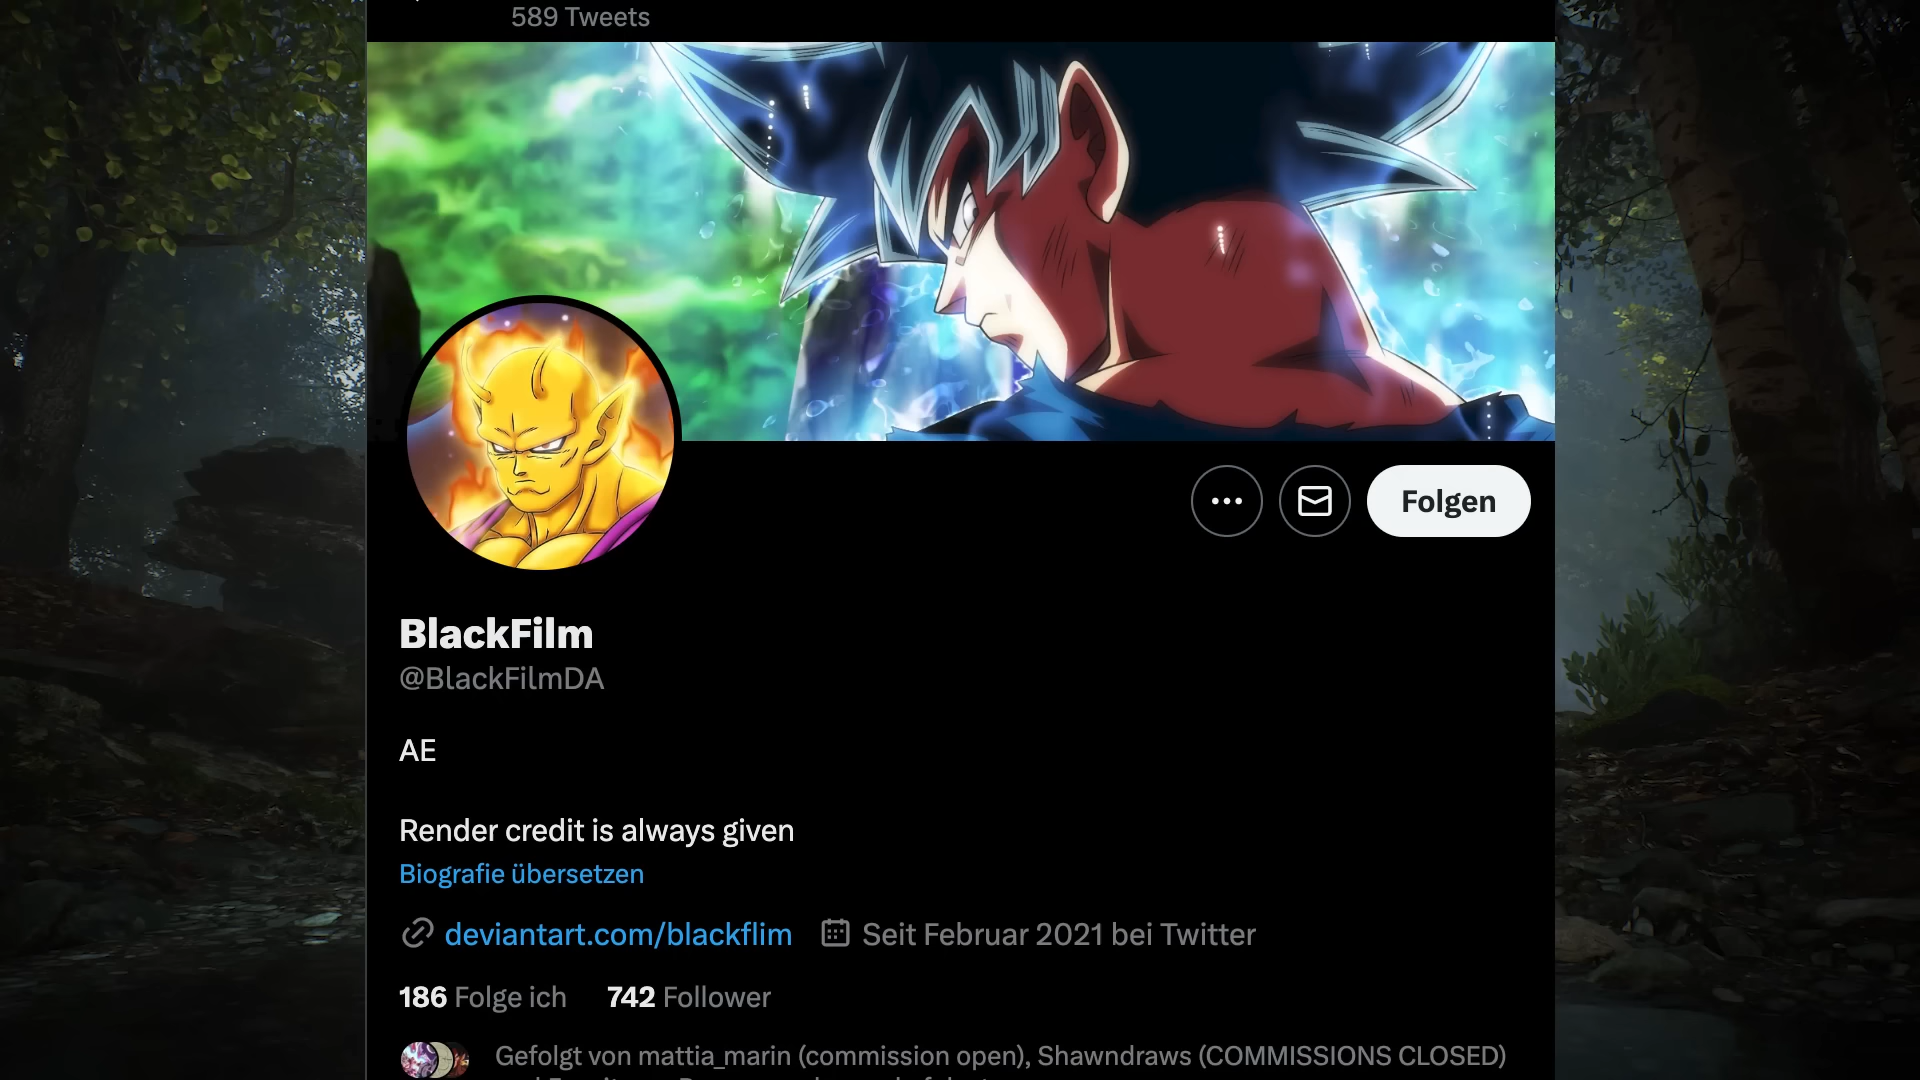 589 Tweets
Folgen
BlackFilm
@BlackFilmDA
AE
Render credit is always given
Biografie übersetzen
deviantart.com/blackflim Seit Februar 2021 bei Twitter
186 Folge ich 742 Follower
Gefolgt von mattia_marin (commission open), Shawndraws (COMMISSIONS CLOSED)